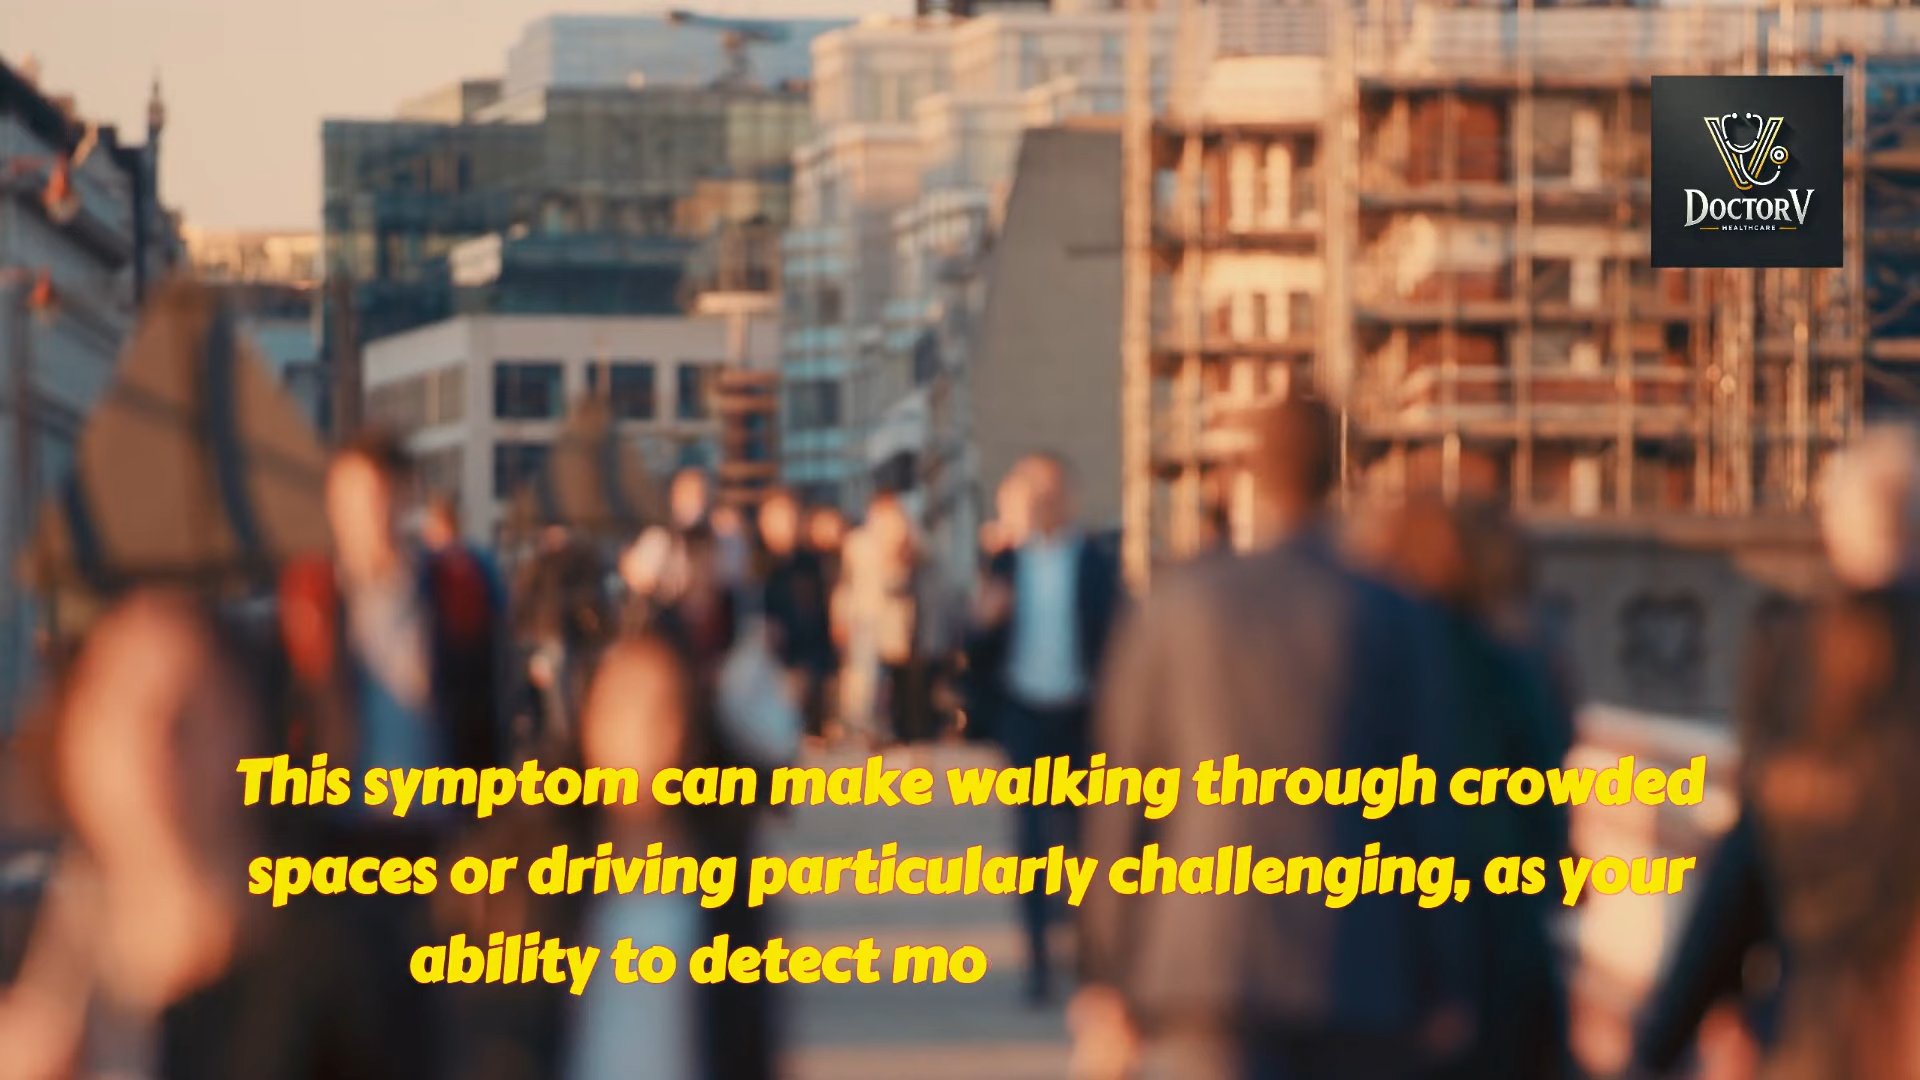 DOCTORV
HEALTHCARE
This symptom can make walking through crowded
spaces or driving particularly challenging, as your
ability to detect mo